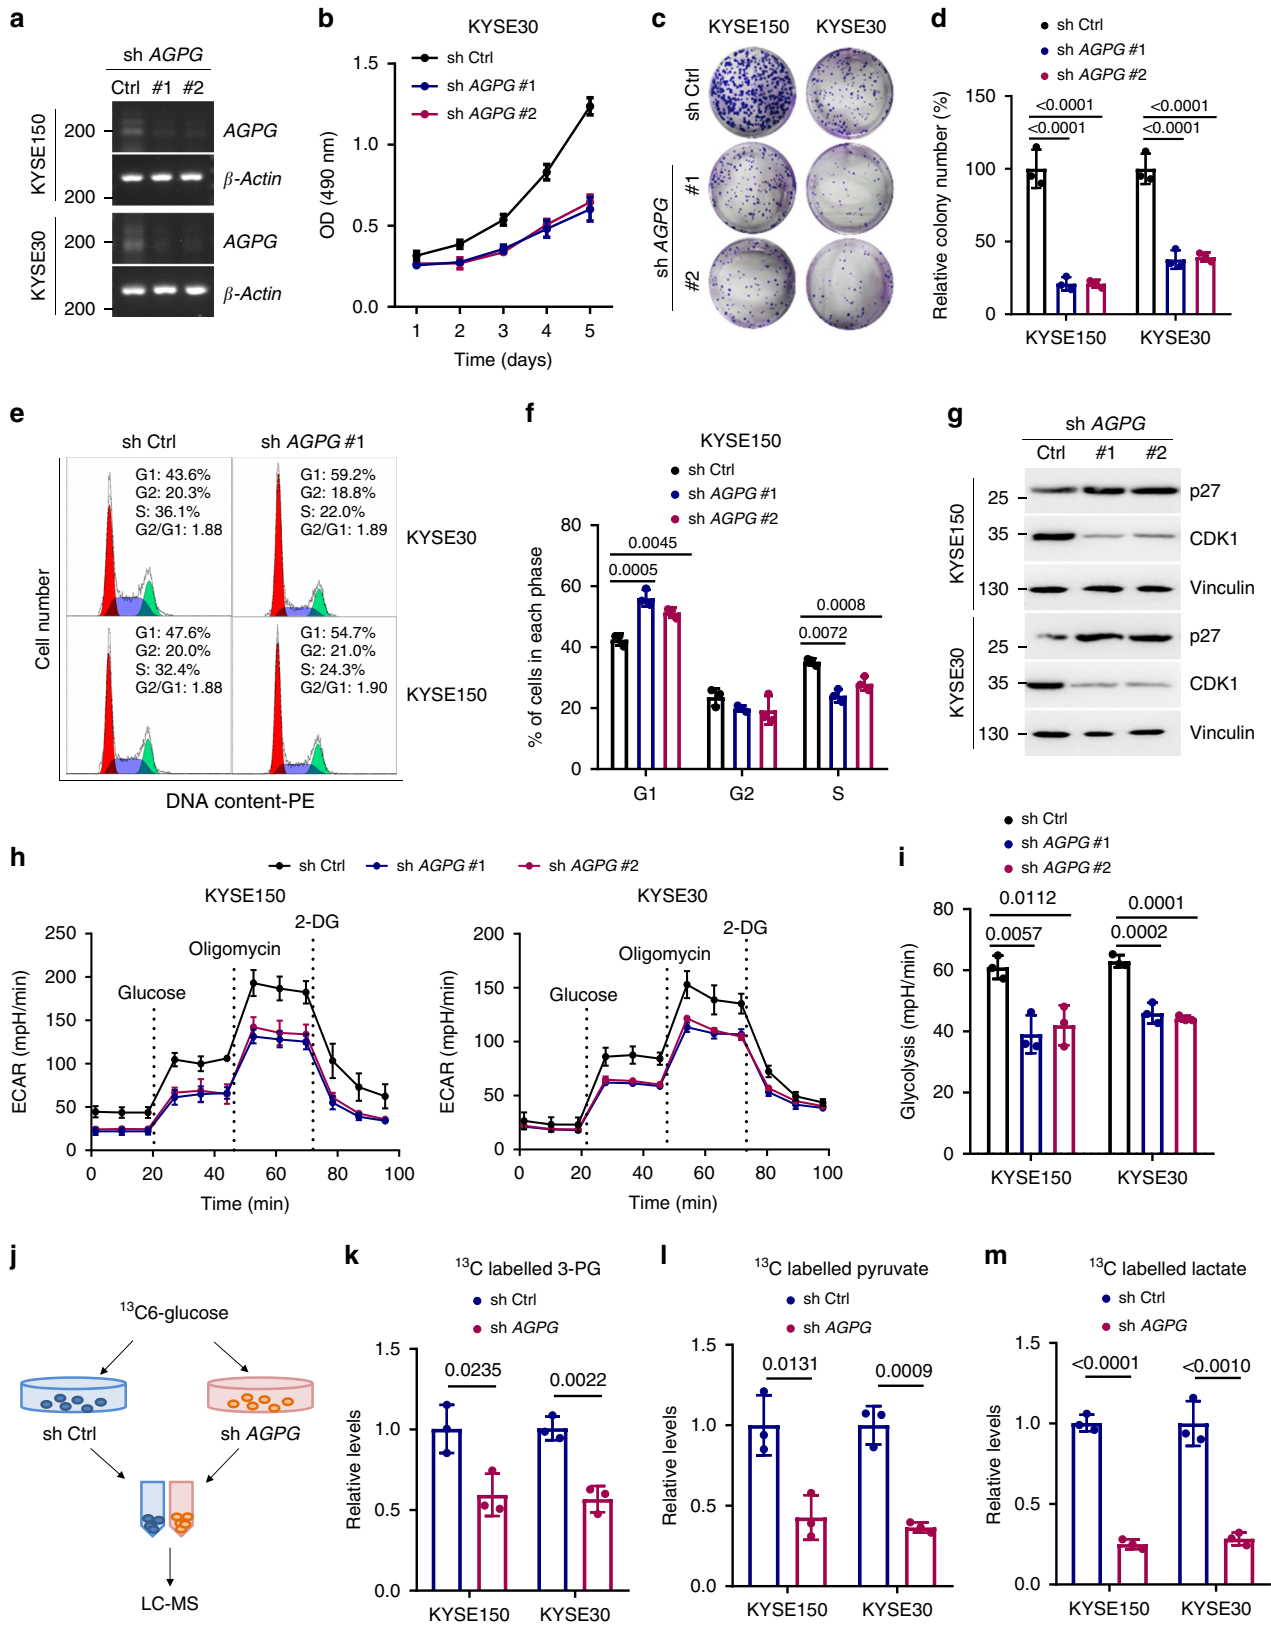 a
sh AGPG
Ctrl #1 #2
KYSE150
200
AGPG
β-Actin
200
KYSE30
200
AGPG
β-Actin
200
b
KYSE30
sh Ctrl
sh AGPG #1
sh AGPG #2
OD (490 nm)
1.5
1.0
0.5
0.0
1 2 3 4 5
Time (days)
c
KYSE150 KYSE30
sh Ctrl
sh AGPG
#1
#2
d
sh Ctrl
sh AGPG #1
sh AGPG #2
Relative colony number (%)
150
100
50
0
<0.0001 <0.0001
<0.0001 <0.0001
KYSE150 KYSE30
e
sh Ctrl sh AGPG #1
G1: 43.6%
G2: 20.3%
S: 36.1%
G2/G1: 1.88
G1: 59.2%
G2: 18.8%
S: 22.0%
G2/G1: 1.89
KYSE30
G1: 47.6%
G2: 20.0%
S: 32.4%
G2/G1: 1.88
G1: 54.7%
G2: 21.0%
S: 24.3%
G2/G1: 1.90
KYSE150
Cell number
DNA content-PE
f
KYSE150
sh Ctrl
sh AGPG #1
sh AGPG #2
% of cells in each phase
80
60
40
20
0
0.0045
0.0005
0.0008
0.0072
G1 G2 S
g
sh AGPG
Ctrl #1 #2
KYSE150
25
p27
35
CDK1
130
Vinculin
KYSE30
25
p27
35
CDK1
130
Vinculin
h
sh Ctrl sh AGPG #1 sh AGPG #2
KYSE150
ECAR (mpH/min)
250
200
150
100
50
0
Glucose
Oligomycin
2-DG
0 20 40 60 80 100
Time (min)
KYSE30
ECAR (mpH/min)
200
150
100
50
0
Glucose
Oligomycin
2-DG
0 20 40 60 80 100
Time (min)
i
sh Ctrl
sh AGPG #1
sh AGPG #2
Glycolysis (mpH/min)
80
60
40
20
0
0.0112 0.0001
0.0057 0.0002
KYSE150 KYSE30
j
¹³C6-glucose
sh Ctrl sh AGPG
LC-MS
k
¹³C labelled 3-PG
sh Ctrl
sh AGPG
Relative levels
1.5
1.0
0.5
0.0
0.0235 0.0022
KYSE150 KYSE30
l
¹³C labelled pyruvate
sh Ctrl
sh AGPG
Relative levels
1.5
1.0
0.5
0.0
0.0131 0.0009
KYSE150 KYSE30
m
¹³C labelled lactate
sh Ctrl
sh AGPG
Relative levels
1.5
1.0
0.5
0.0
<0.0001 <0.0010
KYSE150 KYSE30